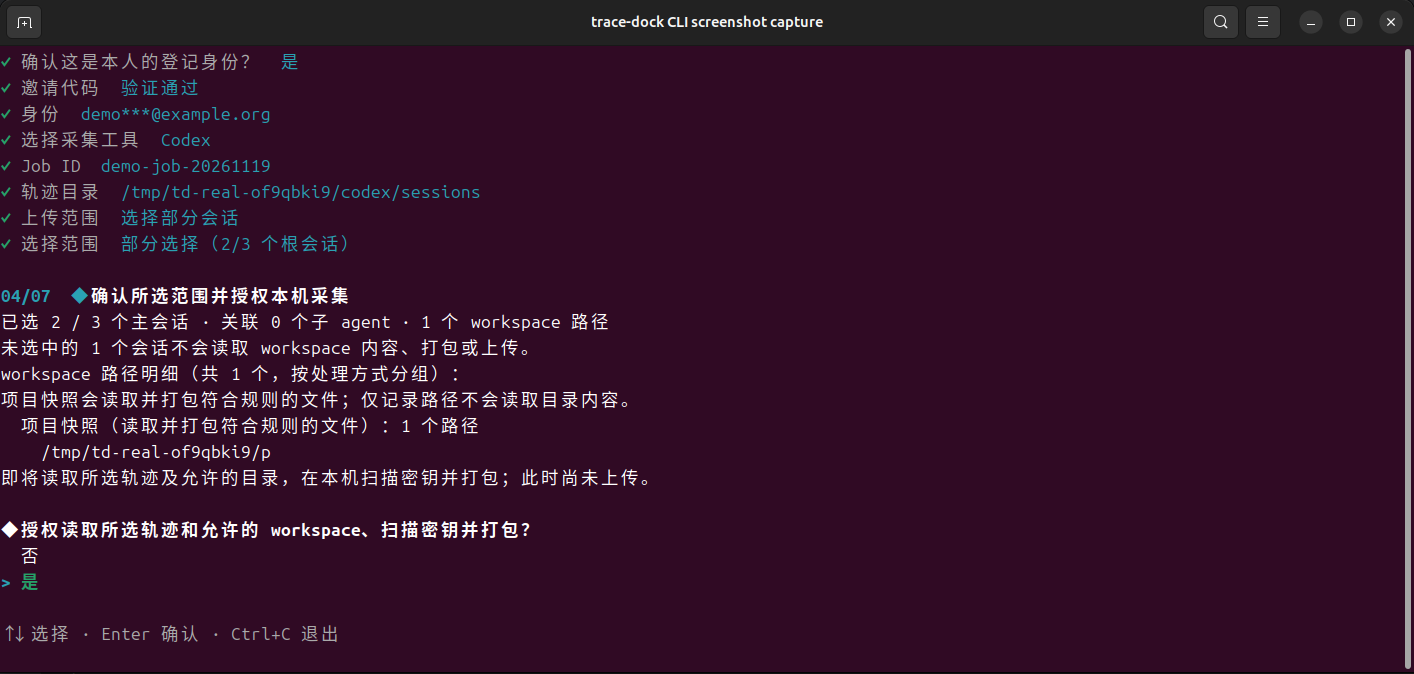 trace-dock CLI screenshot capture
✓ 确认这是本人的登记身份? 是
✓ 邀请代码 验证通过
✓ 身份 demo***@example.org
✓ 选择采集工具 Codex
✓ Job ID demo-job-20261119
✓ 轨迹目录 /tmp/td-real-of9qbki9/codex/sessions
✓ 上传范围 选择部分会话
✓ 选择范围 部分选择（2/3 个根会话）
04/07 ◆确认所选范围并授权本机采集
已选 2 / 3 个主会话 · 关联 0 个子 agent · 1 个 workspace 路径
未选中的 1 个会话不会读取 workspace 内容、打包或上传。
workspace 路径明细（共 1 个，按处理方式分组）：
项目快照会读取并打包符合规则的文件；仅记录路径不会读取目录内容。
项目快照（读取并打包符合规则的文件）：1 个路径
/tmp/td-real-of9qbki9/p
即将读取所选轨迹及允许的目录，在本机扫描密钥并打包；此时尚未上传。
◆授权读取所选轨迹和允许的 workspace、扫描密钥并打包?
否
> 是
↑↓ 选择 · Enter 确认 · Ctrl+C 退出